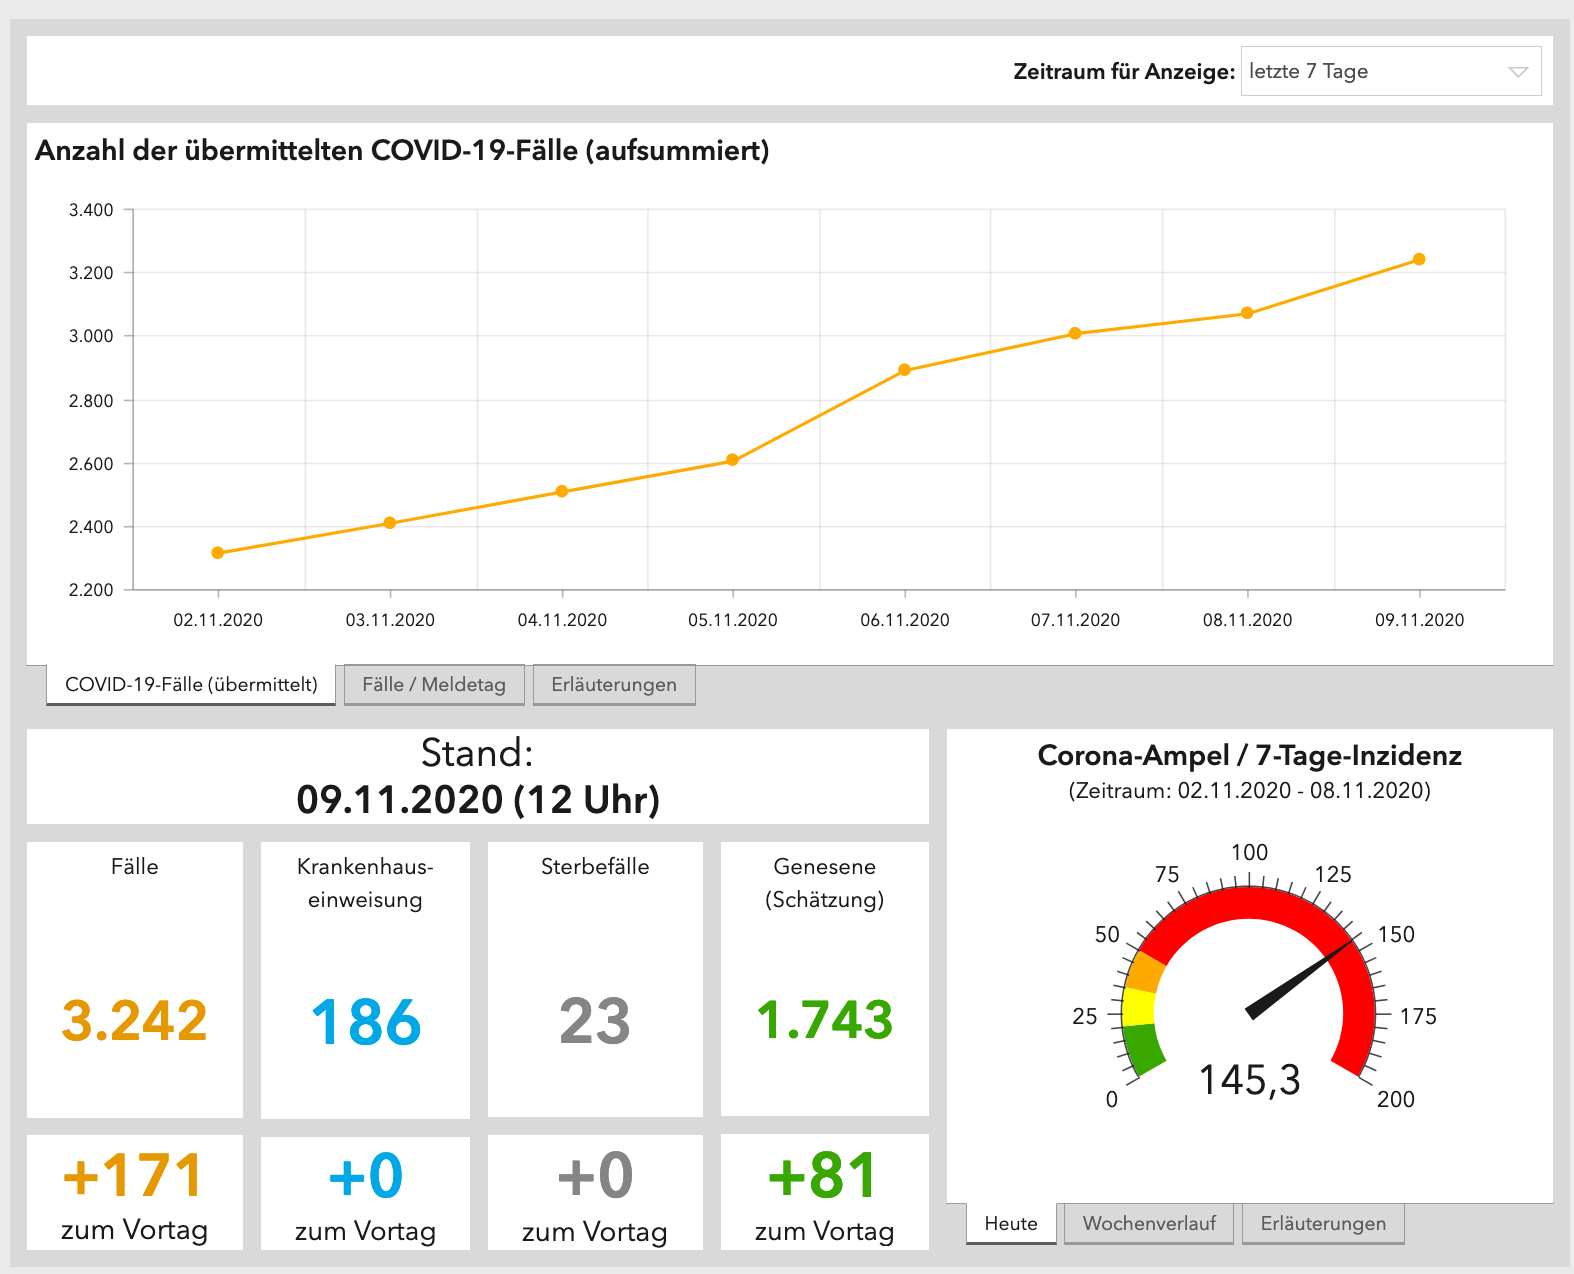 Zeitraum für Anzeige: letzte 7 Tage
Anzahl der übermittelten COVID-19-Fälle (aufsummiert)
3.400
3.200
3.000
2.800
2.600
2.400
2.200
02.11.2020 03.11.2020 04.11.2020 05.11.2020 06.11.2020 07.11.2020 08.11.2020 09.11.2020
COVID-19-Fälle (übermittelt) Fälle / Meldetag Erläuterungen
Stand:
09.11.2020 (12 Uhr)
Fälle
3.242
+171
zum Vortag
Krankenhaus-
einweisung
186
+0
zum Vortag
Sterbefälle
23
+0
zum Vortag
Genesene
(Schätzung)
1.743
+81
zum Vortag
Corona-Ampel / 7-Tage-Inzidenz
(Zeitraum: 02.11.2020 - 08.11.2020)
0
25
50
75
100
125
150
175
200
145,3
Heute Wochenverlauf Erläuterungen